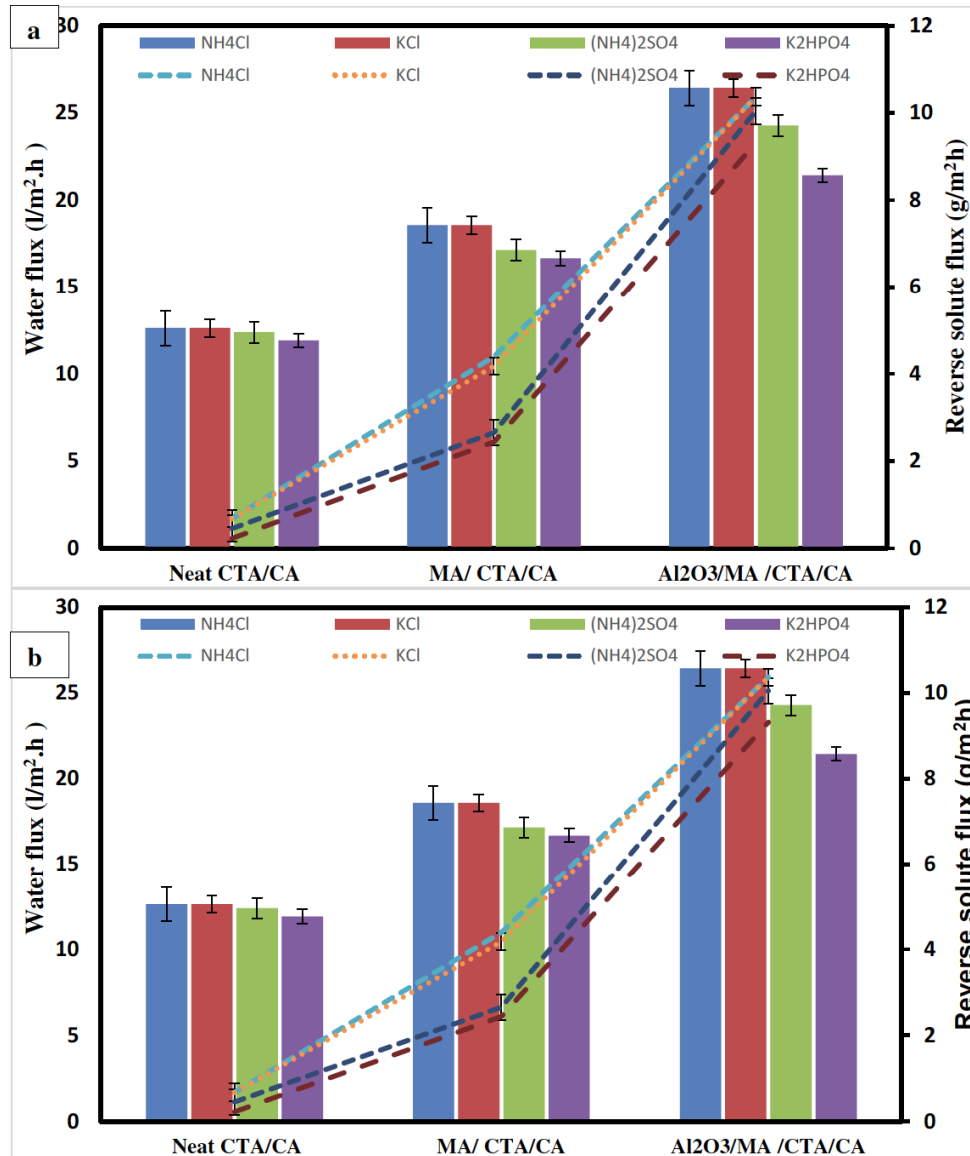 a
NH4Cl KCl (NH4)2SO4 K2HPO4
NH4Cl KCl (NH4)2SO4 K2HPO4
30
25
20
15
10
5
0
Water flux (l/m².h )
12
10
8
6
4
2
0
Reverse solute flux (g/m²h)
Neat CTA/CA MA/ CTA/CA Al2O3/MA /CTA/CA
b
NH4Cl KCl (NH4)2SO4 K2HPO4
NH4Cl KCl (NH4)2SO4 K2HPO4
30
25
20
15
10
5
0
Water flux (l/m².h )
12
10
8
6
4
2
0
Reverse solute flux (g/m²h)
Neat CTA/CA MA/ CTA/CA Al2O3/MA /CTA/CA